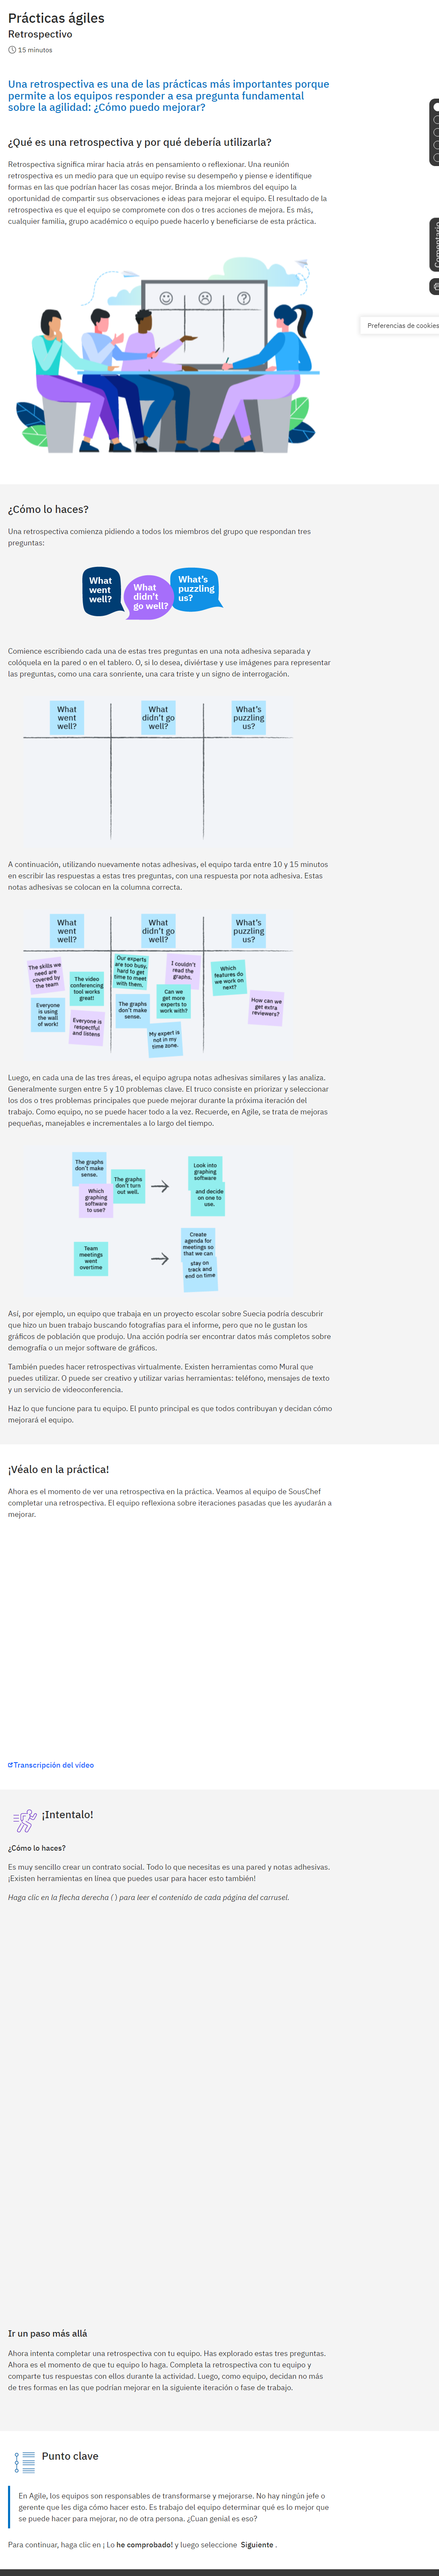 Prácticas ágiles
Retrospectivo
15 minutos
Una retrospectiva es una de las prácticas más importantes porque
permite a los equipos responder a esa pregunta fundamental
sobre la agilidad: ¿Cómo puedo mejorar?
¿Qué es una retrospectiva y por qué debería utilizarla?
Retrospectiva significa mirar hacia atrás en pensamiento o reflexionar. Una reunión
retrospectiva es un medio para que un equipo revise su desempeño y piense e identifique
formas en las que podrían hacer las cosas mejor. Brinda a los miembros del equipo la
oportunidad de compartir sus observaciones e ideas para mejorar el equipo. El resultado de la
retrospectiva es que el equipo se compromete con dos o tres acciones de mejora. Es más,
cualquier familia, grupo académico o equipo puede hacerlo y beneficiarse de esta práctica.
Comentario
Preferencias de cookies
¿Cómo lo haces?
Una retrospectiva comienza pidiendo a todos los miembros del grupo que respondan tres
preguntas:
What
went
well?
What
didn't
go well?
What's
puzzling
us?
Comience escribiendo cada una de estas tres preguntas en una nota adhesiva separada y
colóquela en la pared o en el tablero. O, si lo desea, diviértase y use imágenes para representar
las preguntas, como una cara sonriente, una cara triste y un signo de interrogación.
What
went
well?
What
didn't go
well?
What's
puzzling
us?
A continuación, utilizando nuevamente notas adhesivas, el equipo tarda entre 10 y 15 minutos
en escribir las respuestas a estas tres preguntas, con una respuesta por nota adhesiva. Estas
notas adhesivas se colocan en la columna correcta.
What
went
well?
What
didn't go
well?
What's
puzzling
us?
The skills we
need are
covered by
the team
The video
conferencing
tool works
great!
Everyone
is using
the wall
of work!
Everyone is
respectful
and listens
Our experts
are too busy,
hard to get
time to meet
with them.
I couldn't
read the
graphs.
Can we
get more
experts to
work with?
The graphs
don't make
sense.
My expert is
not in my
time zone.
Which
features do
we work on
next?
How can we
get extra
reviewers?
Luego, en cada una de las tres áreas, el equipo agrupa notas adhesivas similares y las analiza.
Generalmente surgen entre 5 y 10 problemas clave. El truco consiste en priorizar y seleccionar
los dos o tres problemas principales que puede mejorar durante la próxima iteración del
trabajo. Como equipo, no se puede hacer todo a la vez. Recuerde, en Agile, se trata de mejoras
pequeñas, manejables e incrementales a lo largo del tiempo.
The graphs
don't make
sense.
The graphs
don't turn
out well.
Which
graphing
software
to use?
Look into
graphing
software
and decide
on one to
use.
Team
meetings
went
overtime
Create
agenda for
meetings so
that we can
stay on
track and
end on time
Así, por ejemplo, un equipo que trabaja en un proyecto escolar sobre Suecia podría descubrir
que hizo un buen trabajo buscando fotografías para el informe, pero que no le gustan los
gráficos de población que produjo. Una acción podría ser encontrar datos más completos sobre
demografía o un mejor software de gráficos.
También puedes hacer retrospectivas virtualmente. Existen herramientas como Mural que
puedes utilizar. O puede ser creativo y utilizar varias herramientas: teléfono, mensajes de texto
y un servicio de videoconferencia.
Haz lo que funcione para tu equipo. El punto principal es que todos contribuyan y decidan cómo
mejorará el equipo.
¡Véalo en la práctica!
Ahora es el momento de ver una retrospectiva en la práctica. Veamos al equipo de SousChef
completar una retrospectiva. El equipo reflexiona sobre iteraciones pasadas que les ayudarán a
mejorar.
Transcripción del vídeo
¡Intentalo!
¿Cómo lo haces?
Es muy sencillo crear un contrato social. Todo lo que necesitas es una pared y notas adhesivas.
¡Existen herramientas en línea que puedes usar para hacer esto también!
Haga clic en la flecha derecha ( ) para leer el contenido de cada página del carrusel.
Ir un paso más allá
Ahora intenta completar una retrospectiva con tu equipo. Has explorado estas tres preguntas.
Ahora es el momento de que tu equipo lo haga. Completa la retrospectiva con tu equipo y
comparte tus respuestas con ellos durante la actividad. Luego, como equipo, decidan no más
de tres formas en las que podrían mejorar en la siguiente iteración o fase de trabajo.
Punto clave
En Agile, los equipos son responsables de transformarse y mejorarse. No hay ningún jefe o
gerente que les diga cómo hacer esto. Es trabajo del equipo determinar qué es lo mejor que
se puede hacer para mejorar, no de otra persona. ¿Cuan genial es eso?
Para continuar, haga clic en ¡ Lo he comprobado! y luego seleccione Siguiente .